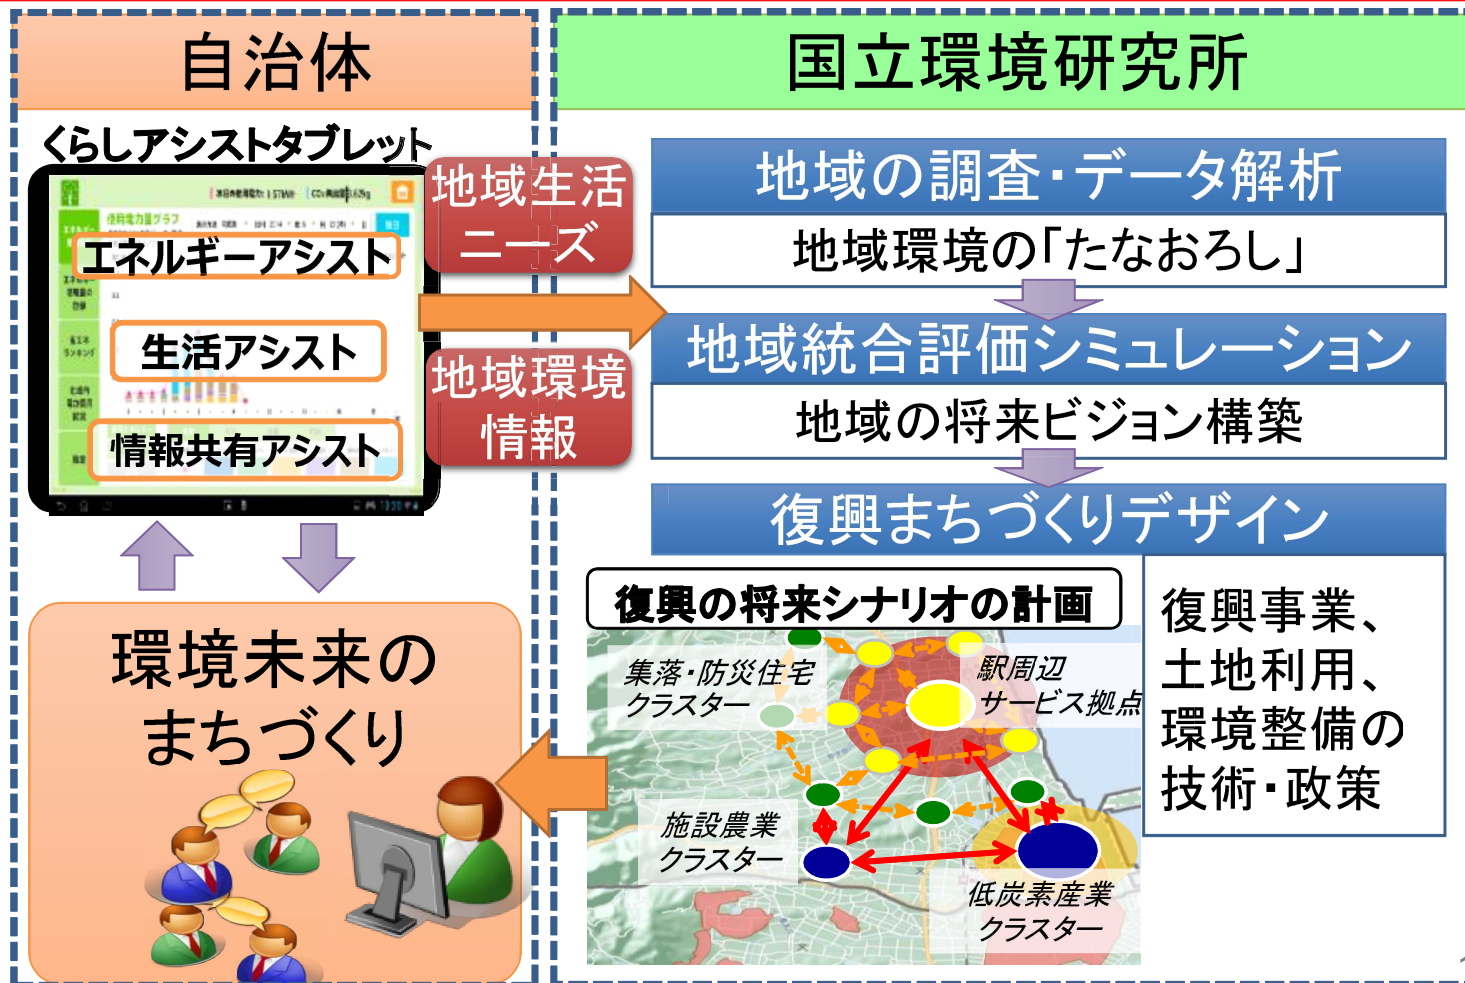 自治体
国立環境研究所
くらしアシストタブレット
使用電力量グラフ
エネルギーアシスト
生活アシスト
情報共有アシスト
地域生活
ニーズ
地域環境
情報
地域の調査・データ解析
地域環境の「たなおろし」
地域統合評価シミュレーション
地域の将来ビジョン構築
復興まちづくりデザイン
復興の将来シナリオの計画
集落・防災住宅
クラスター
駅周辺
サービス拠点
施設農業
クラスター
低炭素産業
クラスター
復興事業、
土地利用、
環境整備の
技術・政策
環境未来の
まちづくり